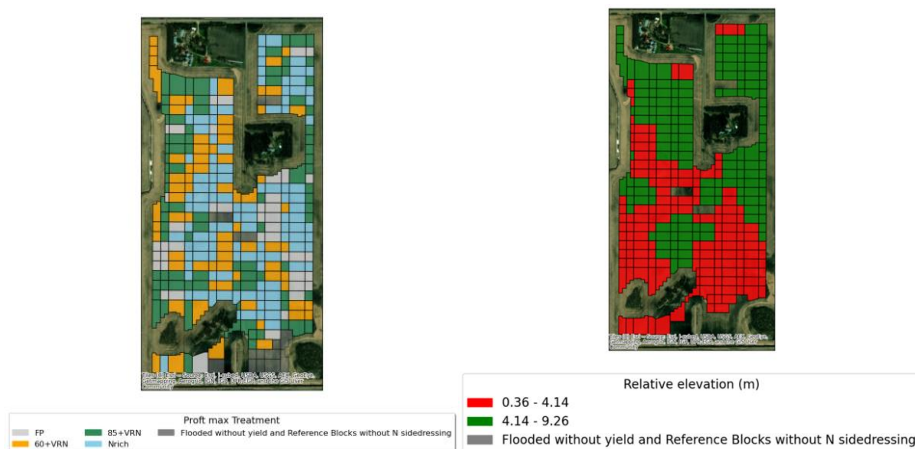 Proft max Treatment
FP
60+VRN
85+VRN
Nrich
Flooded without yield and Reference Blocks without N sidedressing
Relative elevation (m)
0.36 - 4.14
4.14 - 9.26
Flooded without yield and Reference Blocks without N sidedressing